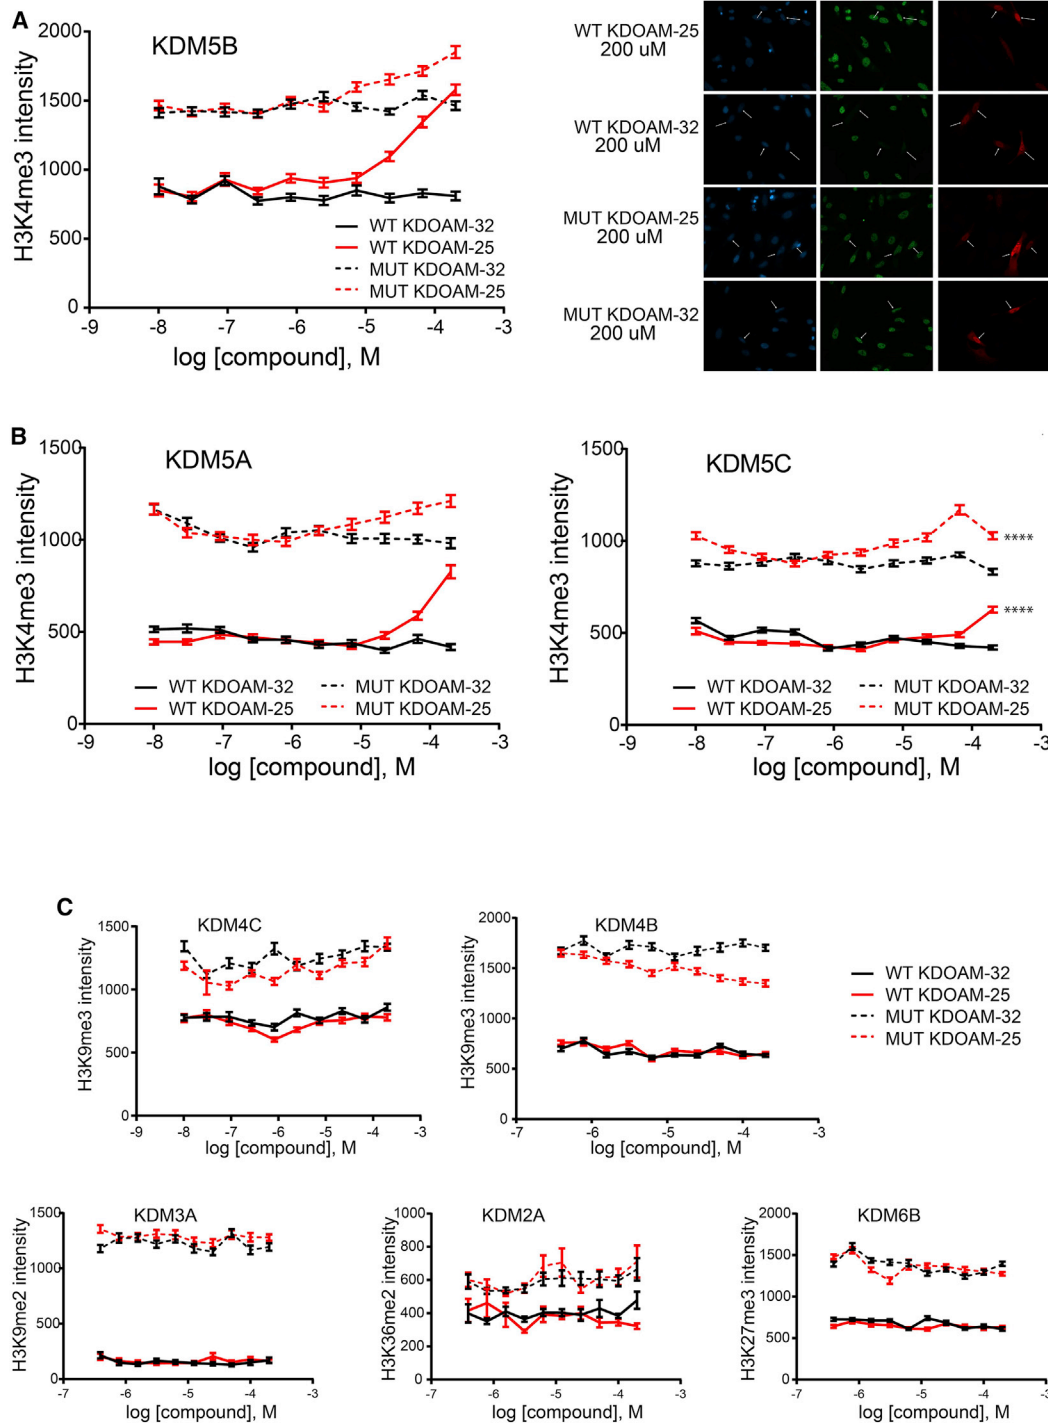 A
KDM5B
H3K4me3 intensity
2000
1500
1000
500
0
-9 -8 -7 -6 -5 -4 -3
log [compound], M
WT KDOAM-32
WT KDOAM-25
MUT KDOAM-32
MUT KDOAM-25
WT KDOAM-25
200 uM
WT KDOAM-32
200 uM
MUT KDOAM-25
200 uM
MUT KDOAM-32
200 uM
B
KDM5A
H3K4me3 intensity
1500
1000
500
0
-9 -8 -7 -6 -5 -4 -3
log [compound], M
WT KDOAM-32 MUT KDOAM-32
WT KDOAM-25 MUT KDOAM-25
KDM5C
H3K4me3 intensity
1500
1000
500
0
-9 -8 -7 -6 -5 -4 -3
log [compound], M
****
****
WT KDOAM-32 MUT KDOAM-32
WT KDOAM-25 MUT KDOAM-25
C
KDM4C
H3K9me3 intensity
1500
1000
500
0
-9 -8 -7 -6 -5 -4 -3
log [compound], M
KDM4B
H3K9me3 intensity
2000
1500
1000
500
0
-7 -6 -5 -4 -3
log [compound], M
WT KDOAM-32
WT KDOAM-25
MUT KDOAM-32
MUT KDOAM-25
KDM3A
H3K9me2 intensity
1500
1000
500
0
-7 -6 -5 -4 -3
log [compound], M
KDM2A
H3K36me2 intensity
1000
800
600
400
200
0
-7 -6 -5 -4 -3
log [compound], M
KDM6B
H3K27me3 intensity
2000
1500
1000
500
0
-7 -6 -5 -4 -3
log [compound], M